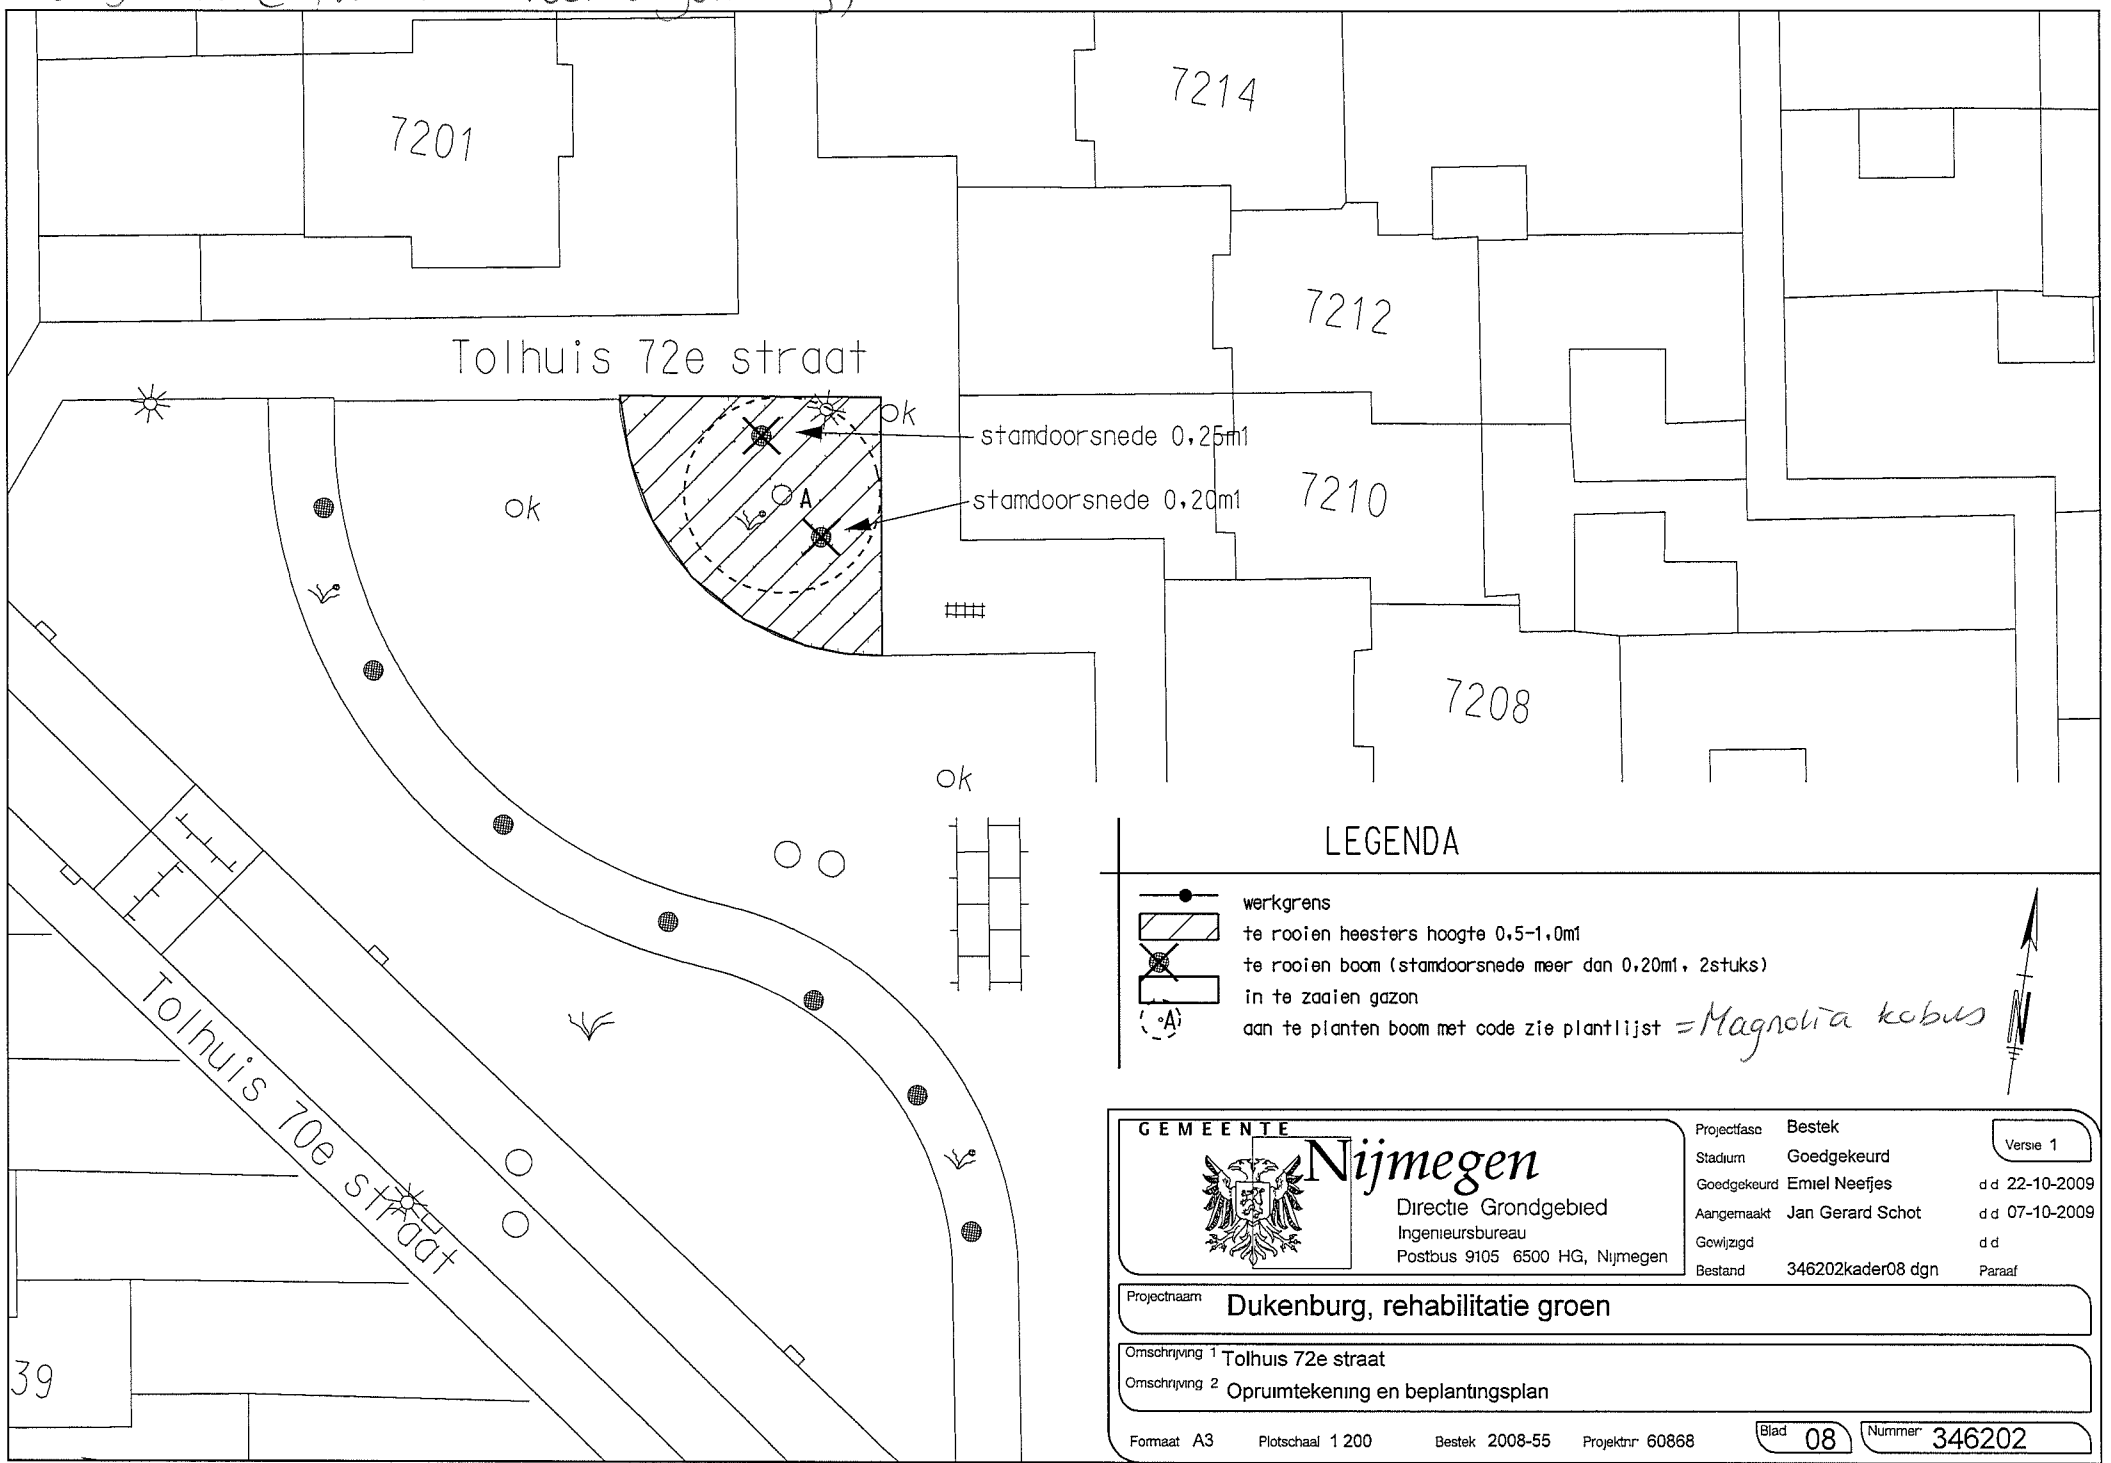 7201
7214
7212
Tolhuis 72e straat
ok
stamdoorsnede 0,25m1
ok
A
stamdoorsnede 0,20m1
7210
7208
ok
LEGENDA
werkgrens
te rooien heesters hoogte 0,5-1,0m1
te rooien boom (stamdoorsnede meer dan 0,20m1, 2stuks)
in te zaaien gazon
A aan te planten boom met code zie plantlijst = Magnolia kobus
N
Tolhuis 70e straat
39
GEMEENTE
Nijmegen
Directie Grondgebied
Ingenieursbureau
Postbus 9105 6500 HG, Nijmegen
Projectfase Bestek
Versie 1
Stadium Goedgekeurd
Goedgekeurd Emiel Neefjes d d 22-10-2009
Aangemaakt Jan Gerard Schot d d 07-10-2009
Gewijzigd d d
Bestand 346202kader08 dgn Paraaf
Projectnaam Dukenburg, rehabilitatie groen
Omschrijving 1 Tolhuis 72e straat
Omschrijving 2 Opruimtekening en beplantingsplan
Formaat A3 Plotschaal 1 200 Bestek 2008-55 Projektnr 60868 Blad 08 Nummer 346202